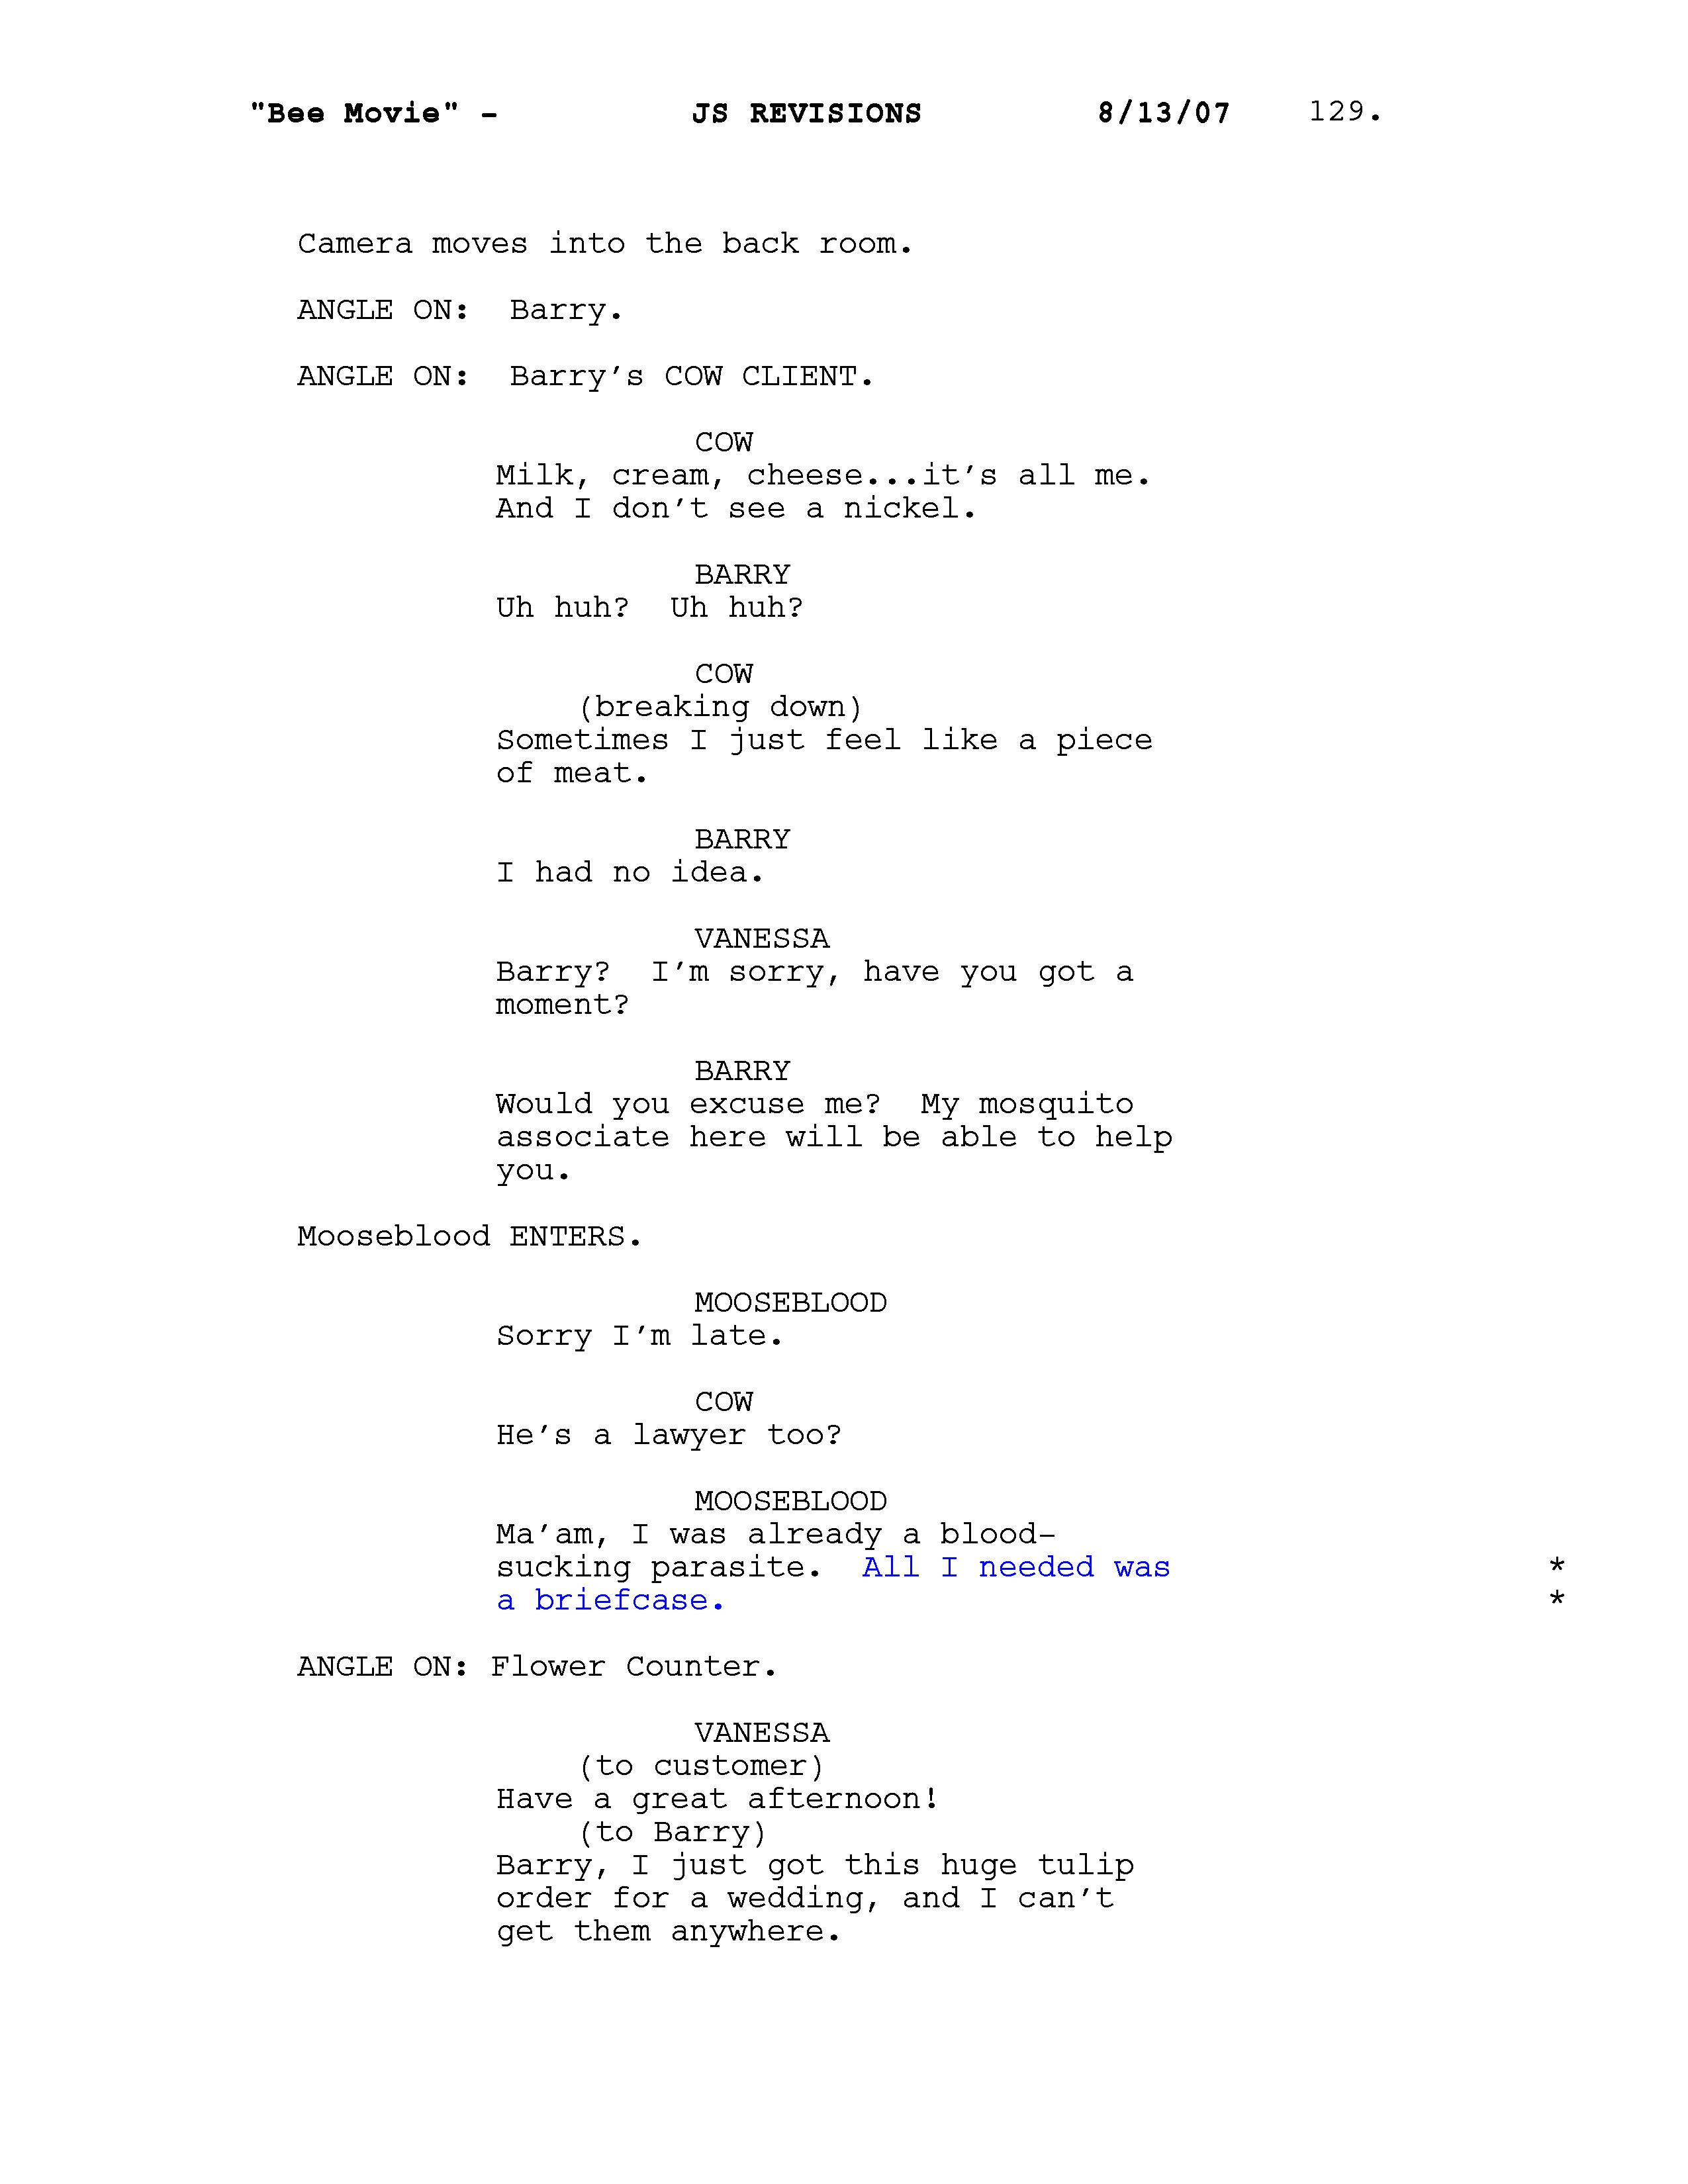 "Bee Movie" - JS REVISIONS 8/13/07 129.
Camera moves into the back room.
ANGLE ON:  Barry.
ANGLE ON:  Barry’s COW CLIENT.
COW
Milk, cream, cheese...it’s all me.
And I don’t see a nickel.
BARRY
Uh huh?  Uh huh?
COW
(breaking down)
Sometimes I just feel like a piece
of meat.
BARRY
I had no idea.
VANESSA
Barry?  I’m sorry, have you got a
moment?
BARRY
Would you excuse me?  My mosquito
associate here will be able to help
you.
Mooseblood ENTERS.
MOOSEBLOOD
Sorry I’m late.
COW
He’s a lawyer too?
MOOSEBLOOD
Ma’am, I was already a blood-
sucking parasite.  All I needed was *
a briefcase. *
ANGLE ON: Flower Counter.
VANESSA
(to customer)
Have a great afternoon!
(to Barry)
Barry, I just got this huge tulip
order for a wedding, and I can’t
get them anywhere.